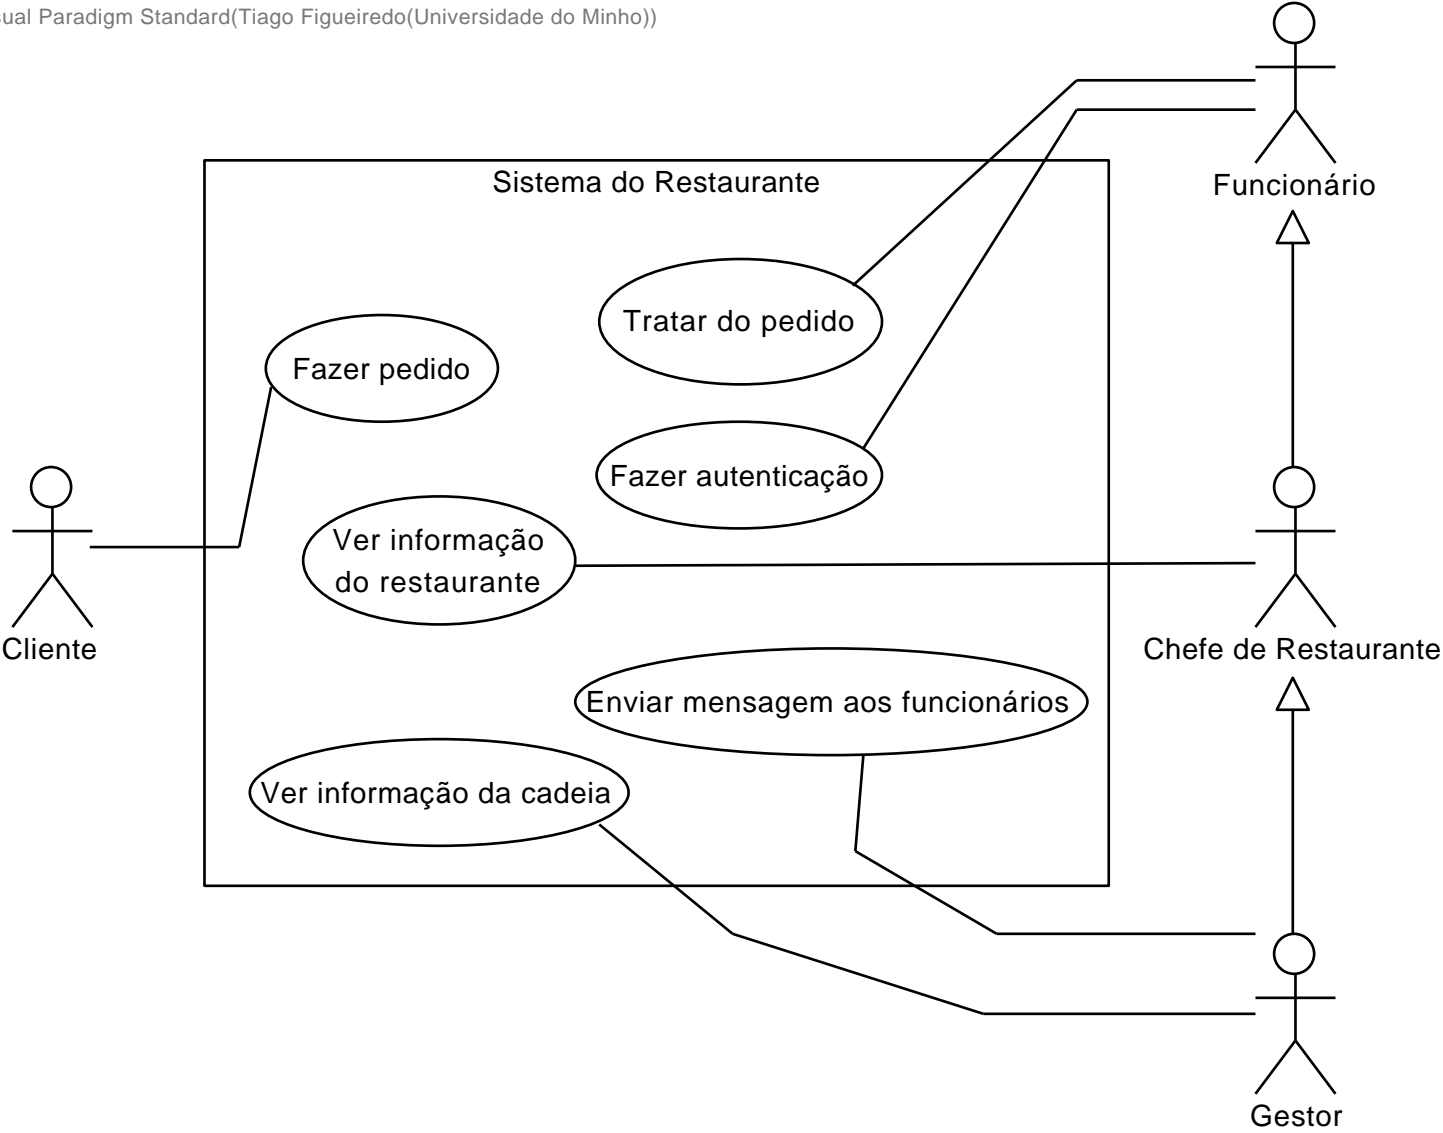 sual Paradigm Standard(Tiago Figueiredo(Universidade do Minho))
Funcionário
Sistema do Restaurante
Tratar do pedido
Fazer pedido
Fazer autenticação
Ver informação
do restaurante
Cliente
Chefe de Restaurante
Enviar mensagem aos funcionários
Ver informação da cadeia
Gestor